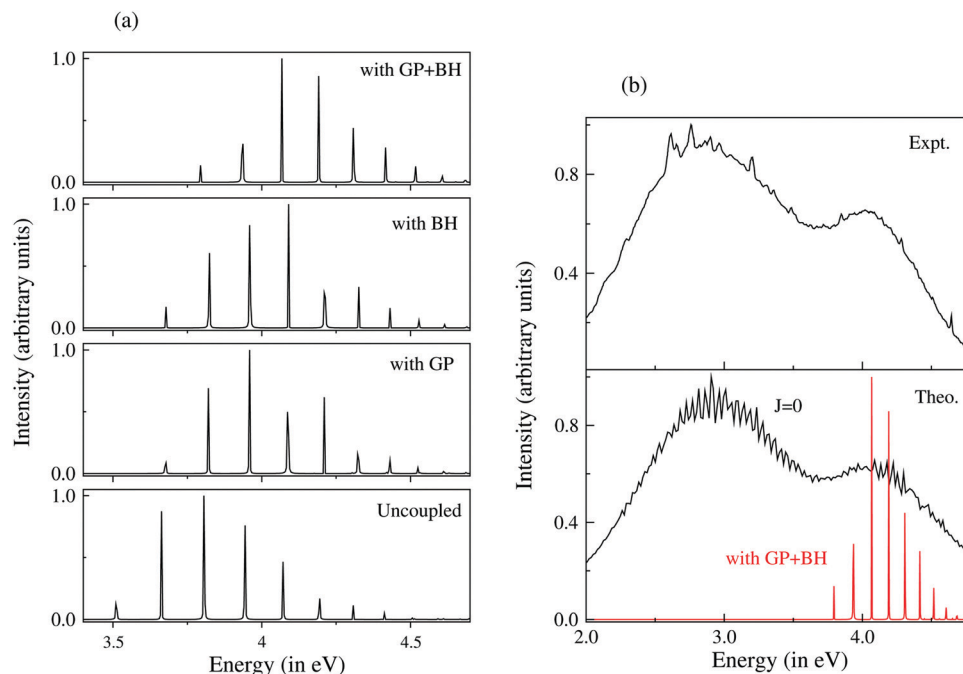 (a)
1.0
with GP+BH
0.0
1.0
with BH
0.0
1.0
with GP
0.0
1.0
Uncoupled
0.0
3.5
4
4.5
Energy (in eV)
Intensity (arbitrary units)
(b)
Expt.
0.8
0.4
0.8
J=0
Theo.
0.4
with GP+BH
0.0
2.0
3.0
4.0
Energy (in eV)
Intensity (arbitrary units)